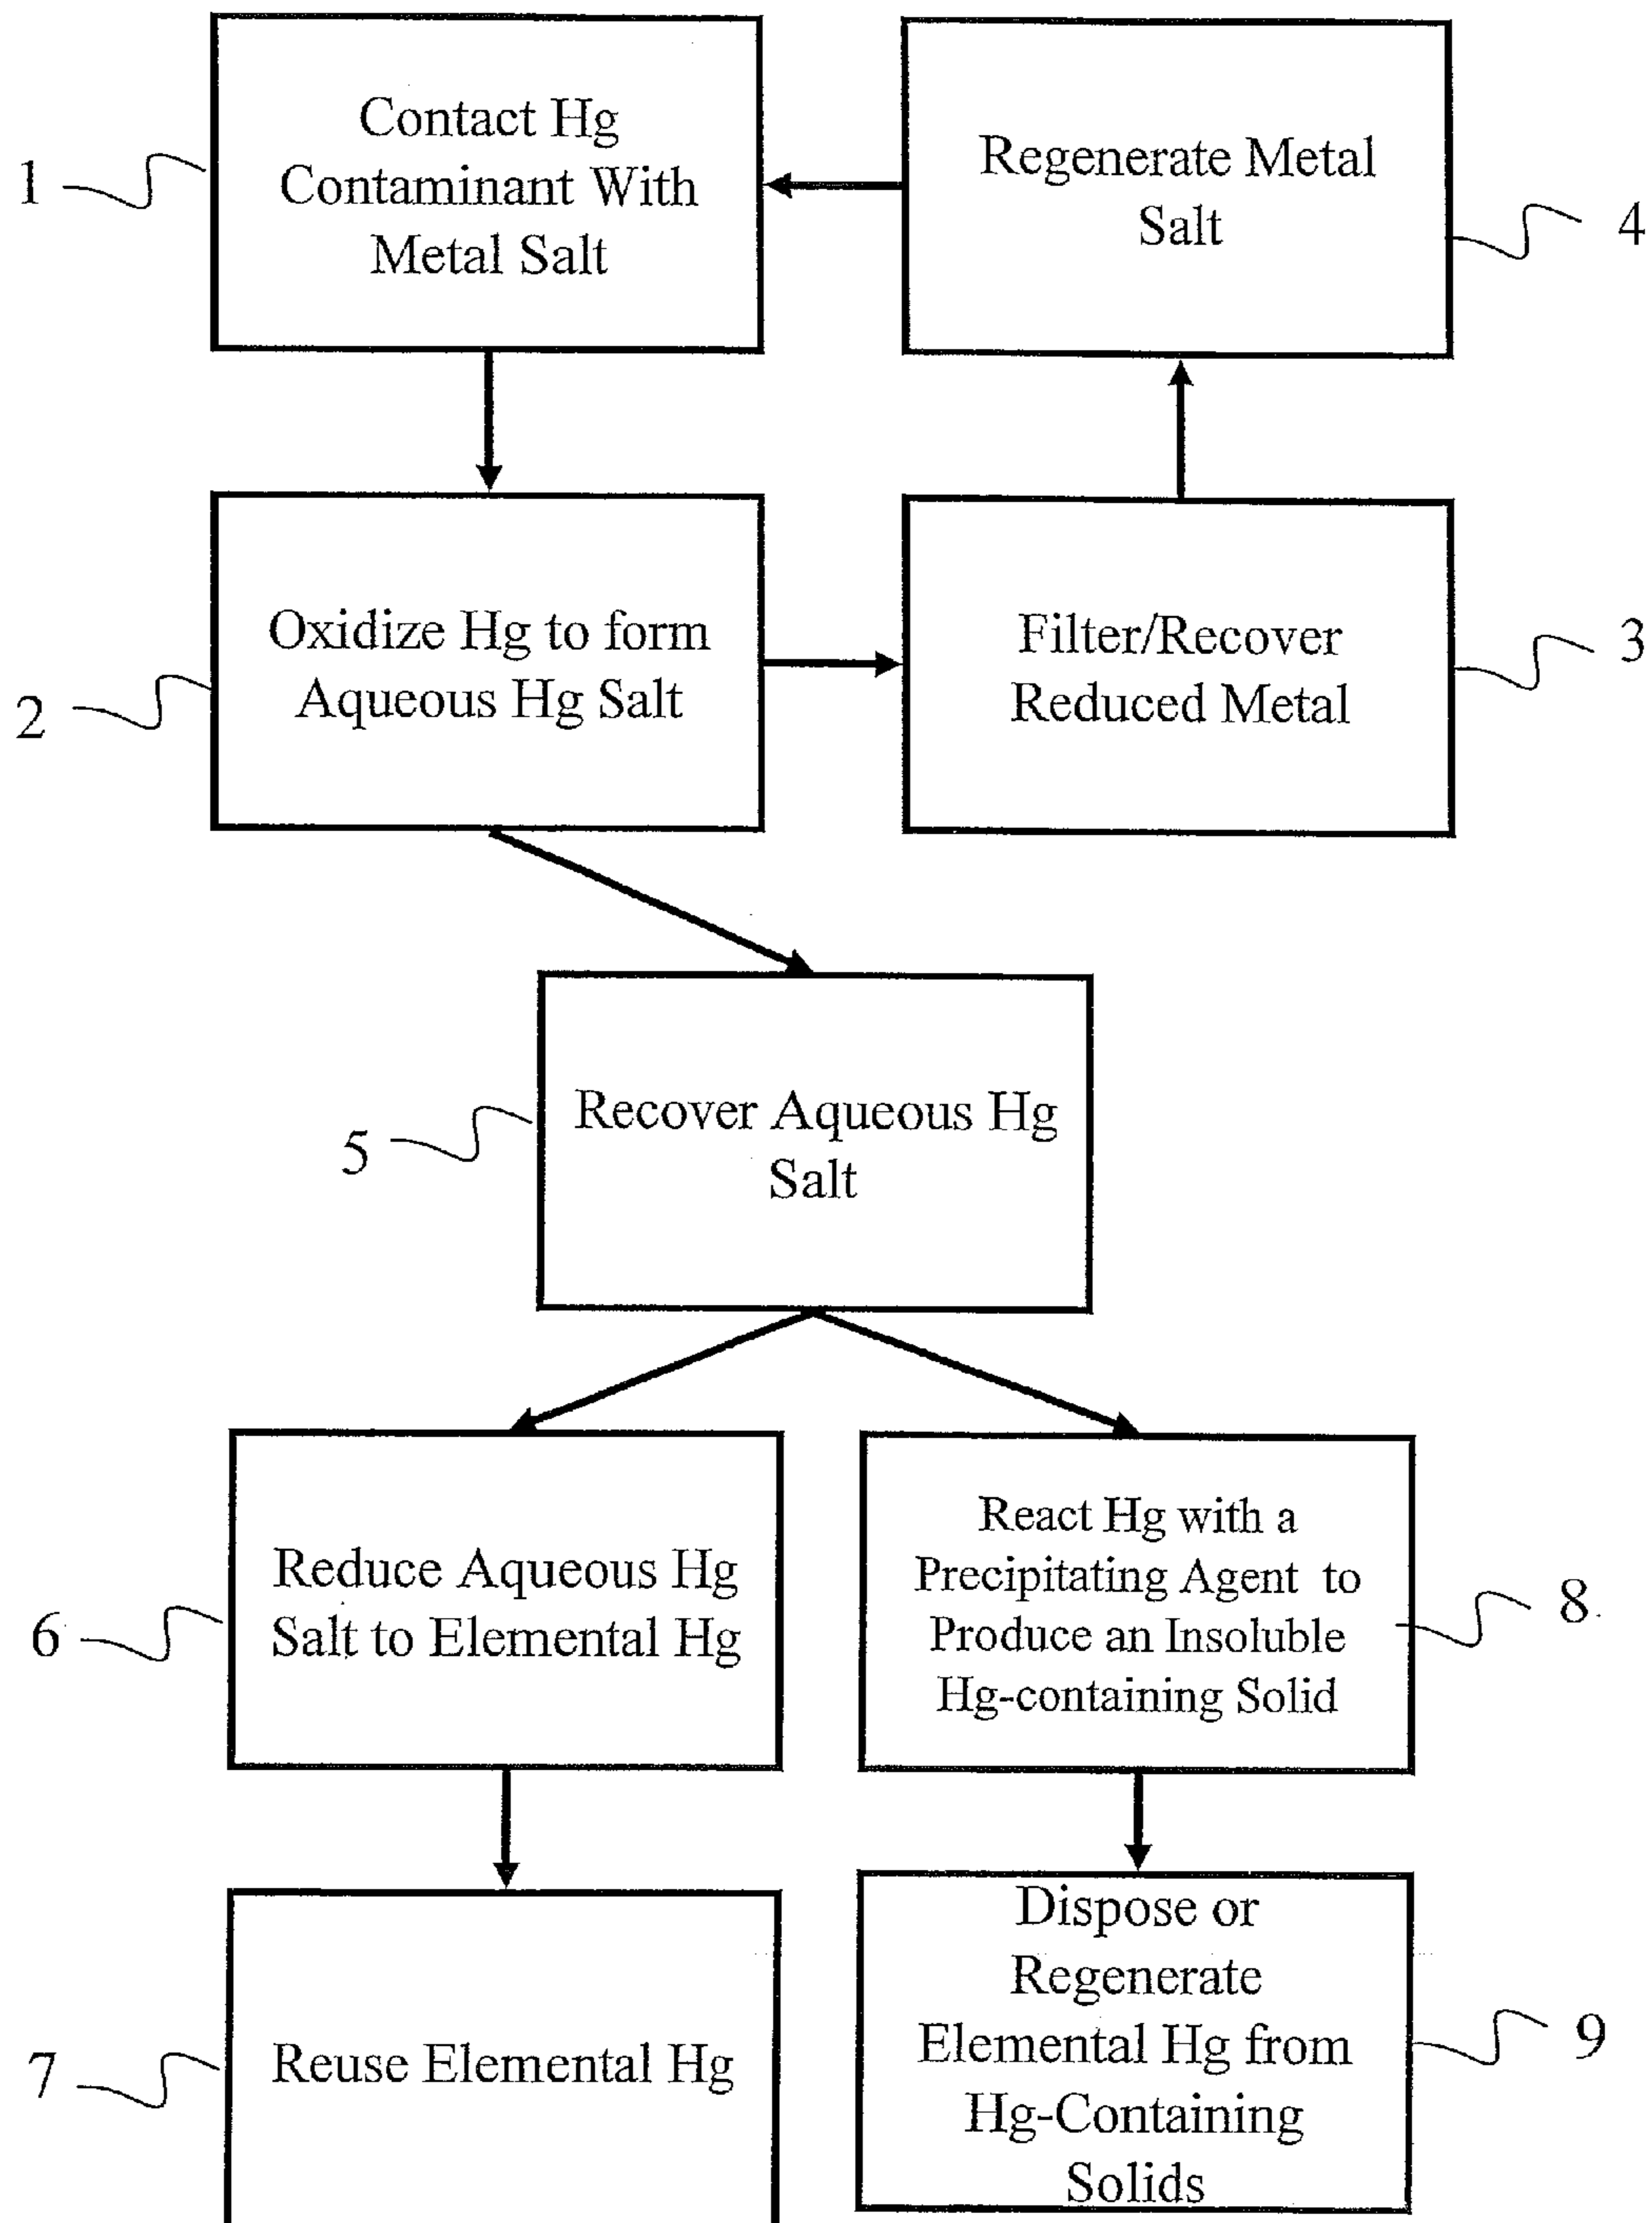 Contact Hg
Contaminant With
Metal Salt
1
Regenerate Metal
Salt
4
Oxidize Hg to form
Aqueous Hg Salt
2
Filter/Recover
Reduced Metal
3
Recover Aqueous Hg
Salt
5
Reduce Aqueous Hg
Salt to Elemental Hg
6
React Hg with a
Precipitating Agent to
Produce an Insoluble
Hg-containing Solid
8
Reuse Elemental Hg
7
Dispose or
Regenerate
Elemental Hg from
Hg-Containing
Solids
9